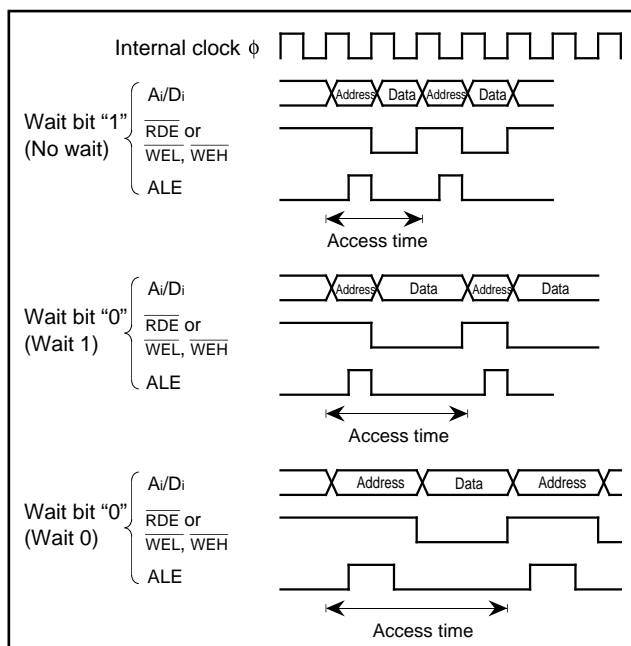 Internal clock ϕ
Wait bit “1”
(No wait)
Ai/Di
RDE or
WEL, WEH
ALE
Address Data Address Data
Access time
Wait bit “0”
(Wait 1)
Ai/Di
RDE or
WEL, WEH
ALE
Address Data Address Data
Access time
Wait bit “0”
(Wait 0)
Ai/Di
RDE or
WEL, WEH
ALE
Address Data Address
Access time